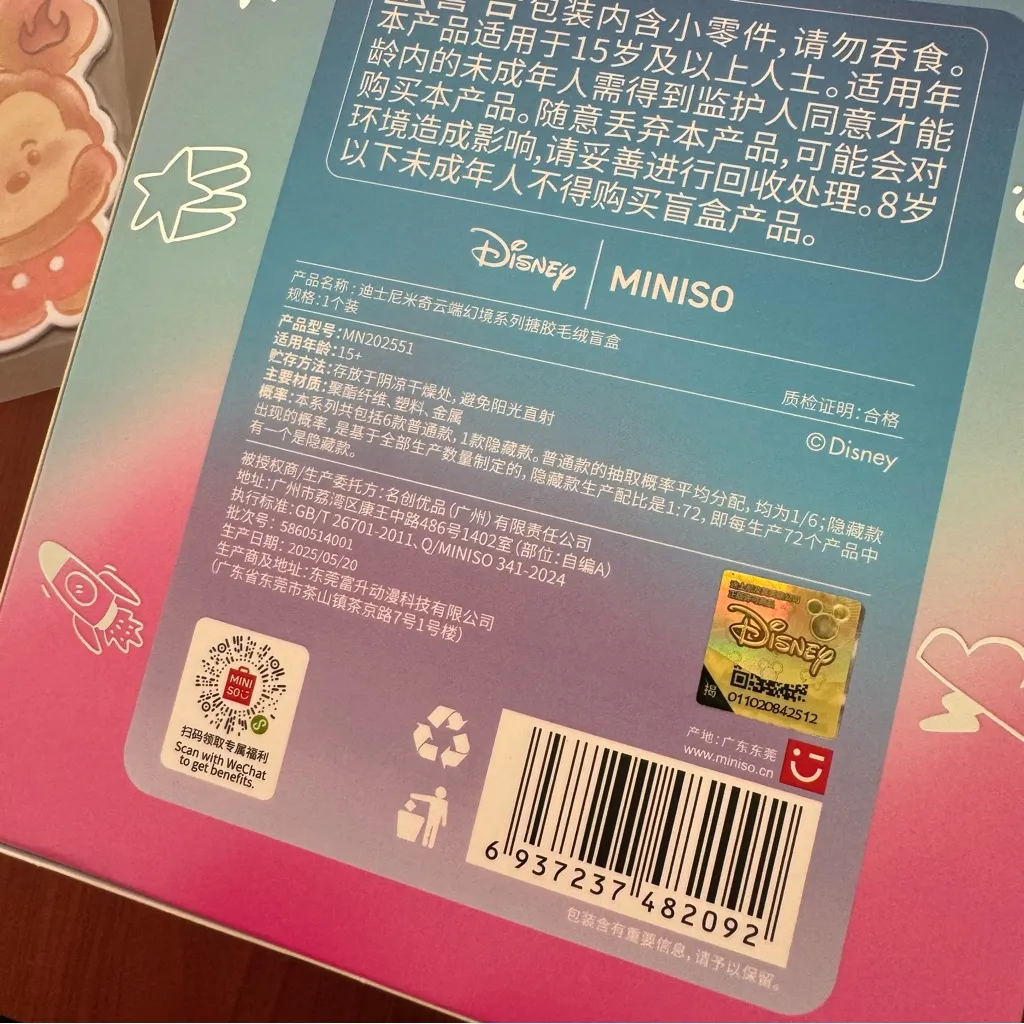 警告包装内含小零件,请勿吞食。
本产品适用于15岁及以上人士。适用年
龄内的未成年人需得到监护人同意才能
购买本产品。随意丢弃本产品,可能会对
环境造成影响,请妥善进行回收处理。8岁
以下未成年人不得购买盲盒产品。
Disney MINISO
产品名称:迪士尼米奇云端幻境系列搪胶毛绒盲盒
规格:1个装
质检证明:合格
产品型号:MN202551
适用年龄:15+
贮存方法:存放于阴凉干燥处,避免阳光直射
©Disney
主要材质:聚酯纤维、塑料、金属
概率:本系列共包括6款普通款,1款隐藏款。普通款的抽取概率平均分配,均为1/6;隐藏款
出现的概率,是基于全部生产数量制定的,隐藏款生产配比是1:72,即每生产72个产品中
有一个是隐藏款。
被授权商/生产委托方:名创优品(广州)有限责任公司
地址:广州市荔湾区康王中路486号1402室(部位:自编A)
执行标准:GB/T 26701-2011、Q/MINISO 341-2024
批次号:5860514001
生产日期:2025/05/20
生产商及地址:东莞富升动漫科技有限公司
(广东省东莞市茶山镇茶京路7号1号楼)
Disney
揭
011020842512
MINI
SO
扫码领取专属福利
Scan with WeChat
to get benefits.
产地:广东东莞
www.miniso.cn
6 937237 482092
包装含有重要信息,请予以保留。